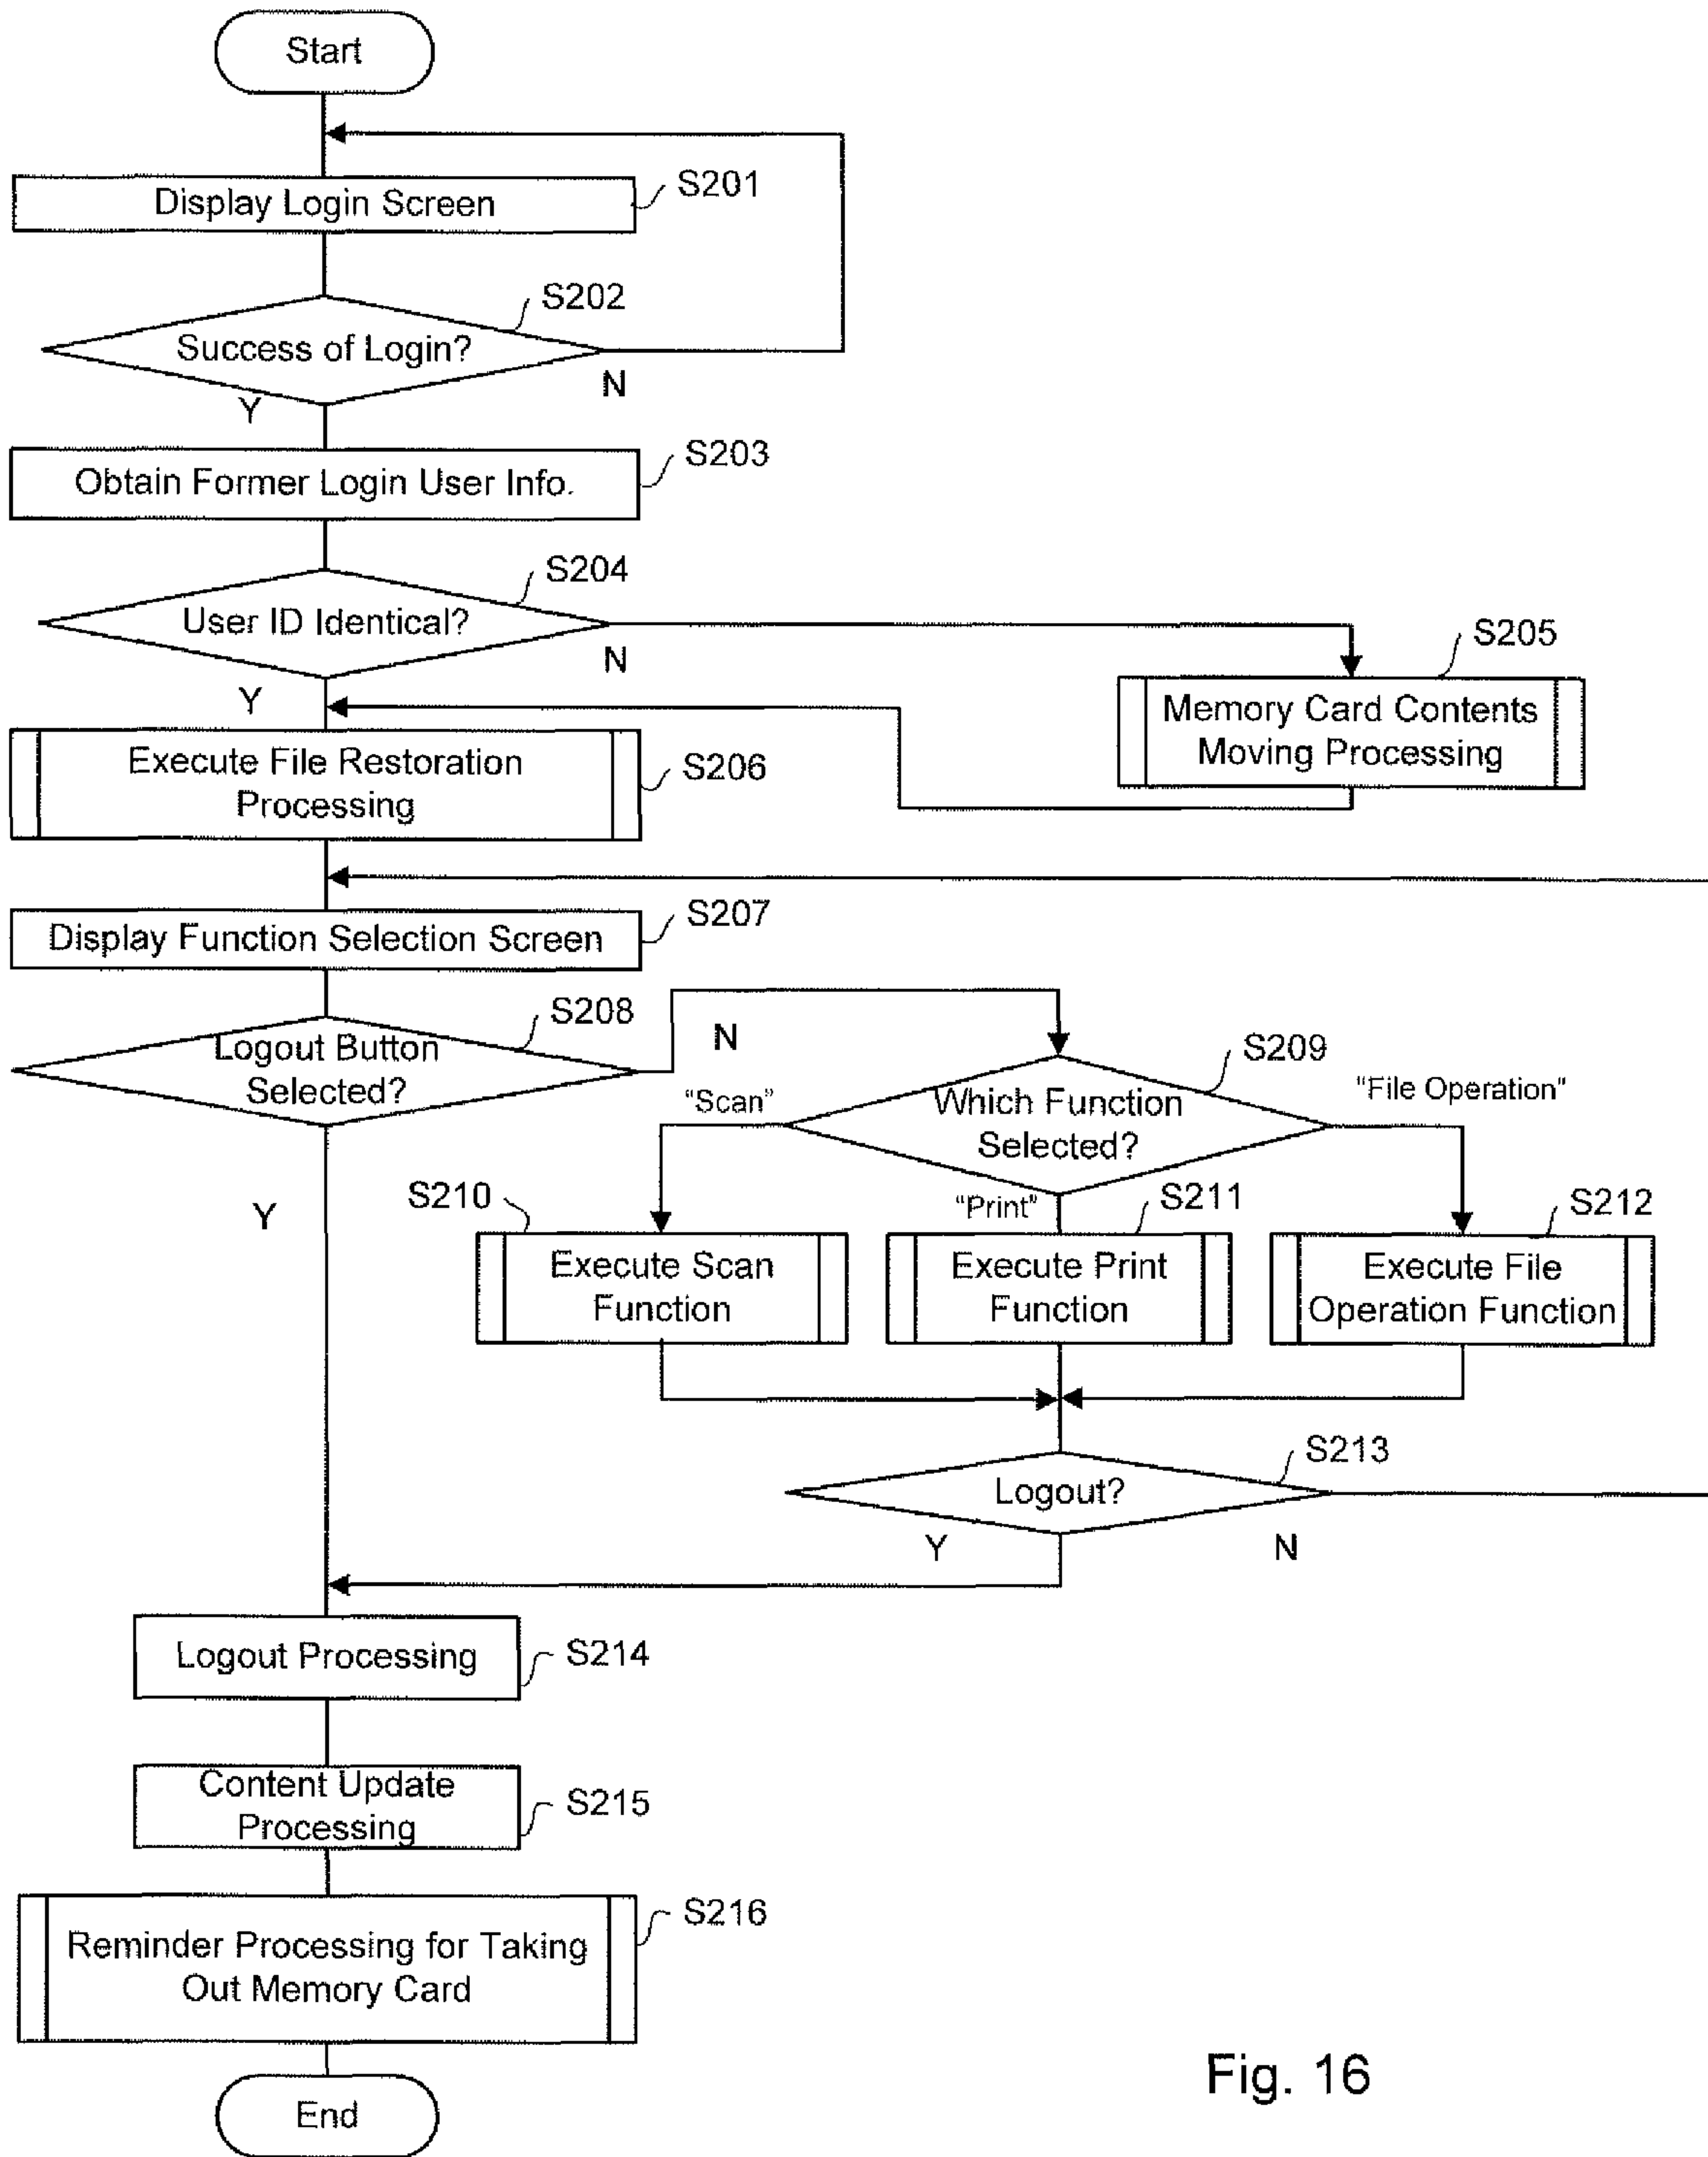 Start
Display Login Screen
S201
S202
Success of Login?
N
Y
S203
Obtain Former Login User Info.
S204
User ID Identical?
N
Y
S205
Memory Card Contents
Moving Processing
Execute File Restoration
Processing
S206
S207
Display Function Selection Screen
S208
Logout Button
Selected?
N
Y
S209
Which Function
Selected?
"Scan"
"File Operation"
"Print"
S210
Execute Scan
Function
S211
Execute Print
Function
S212
Execute File
Operation Function
S213
Logout?
Y
N
Logout Processing
S214
Content Update
Processing
S215
S216
Reminder Processing for Taking
Out Memory Card
End
Fig. 16